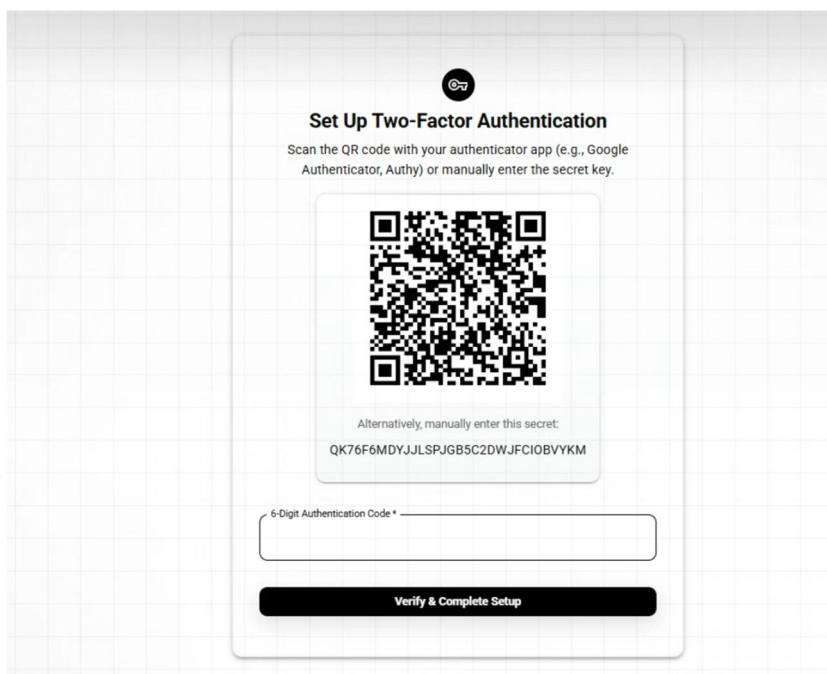 Set Up Two-Factor Authentication
Scan the QR code with your authenticator app (e.g., Google
Authenticator, Authy) or manually enter the secret key.
Alternatively, manually enter this secret:
QK76F6MDYJJLSPJGB5C2DWJFCIOBVYKM
6-Digit Authentication Code *
Verify & Complete Setup